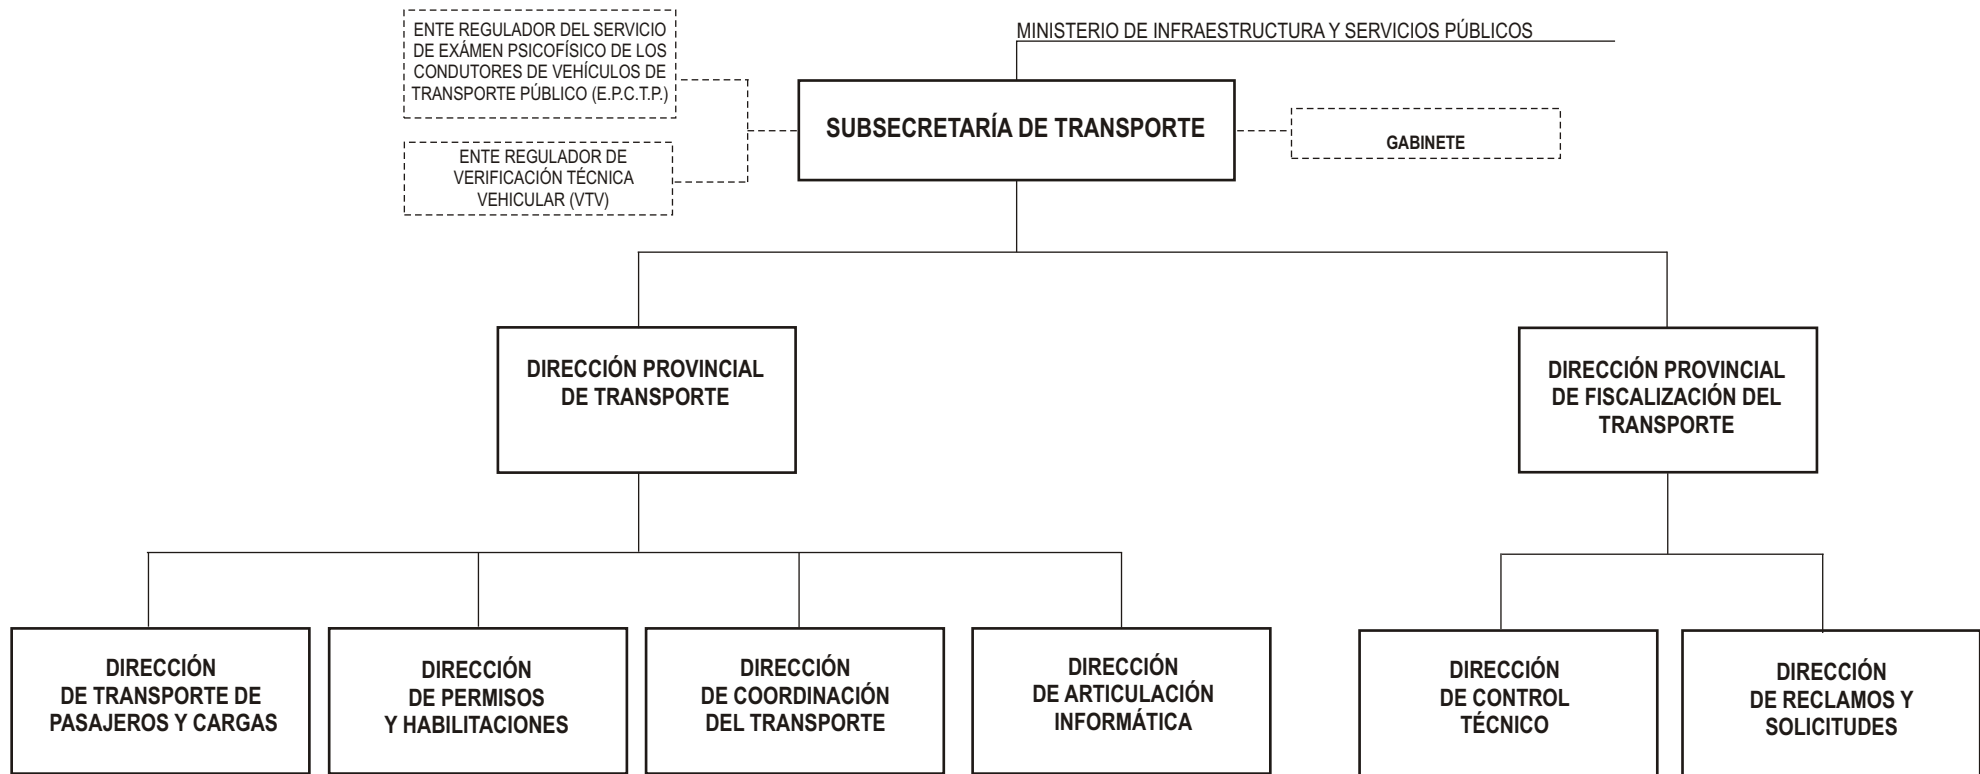 MINISTERIO DE INFRAESTRUCTURA Y SERVICIOS PÚBLICOS
ENTE REGULADOR DEL SERVICIO
DE EXÁMEN PSICOFÍSICO DE LOS
CONDUTORES DE VEHÍCULOS DE
TRANSPORTE PÚBLICO (E.P.C.T.P.)
ENTE REGULADOR DE
VERIFICACIÓN TÉCNICA
VEHICULAR (VTV)
SUBSECRETARÍA DE TRANSPORTE
GABINETE
DIRECCIÓN PROVINCIAL
DE TRANSPORTE
DIRECCIÓN PROVINCIAL
DE FISCALIZACIÓN DEL
TRANSPORTE
DIRECCIÓN
DE TRANSPORTE DE
PASAJEROS Y CARGAS
DIRECCIÓN
DE PERMISOS
Y HABILITACIONES
DIRECCIÓN
DE COORDINACIÓN
DEL TRANSPORTE
DIRECCIÓN
DE ARTICULACIÓN
INFORMÁTICA
DIRECCIÓN
DE CONTROL
TÉCNICO
DIRECCIÓN
DE RECLAMOS Y
SOLICITUDES